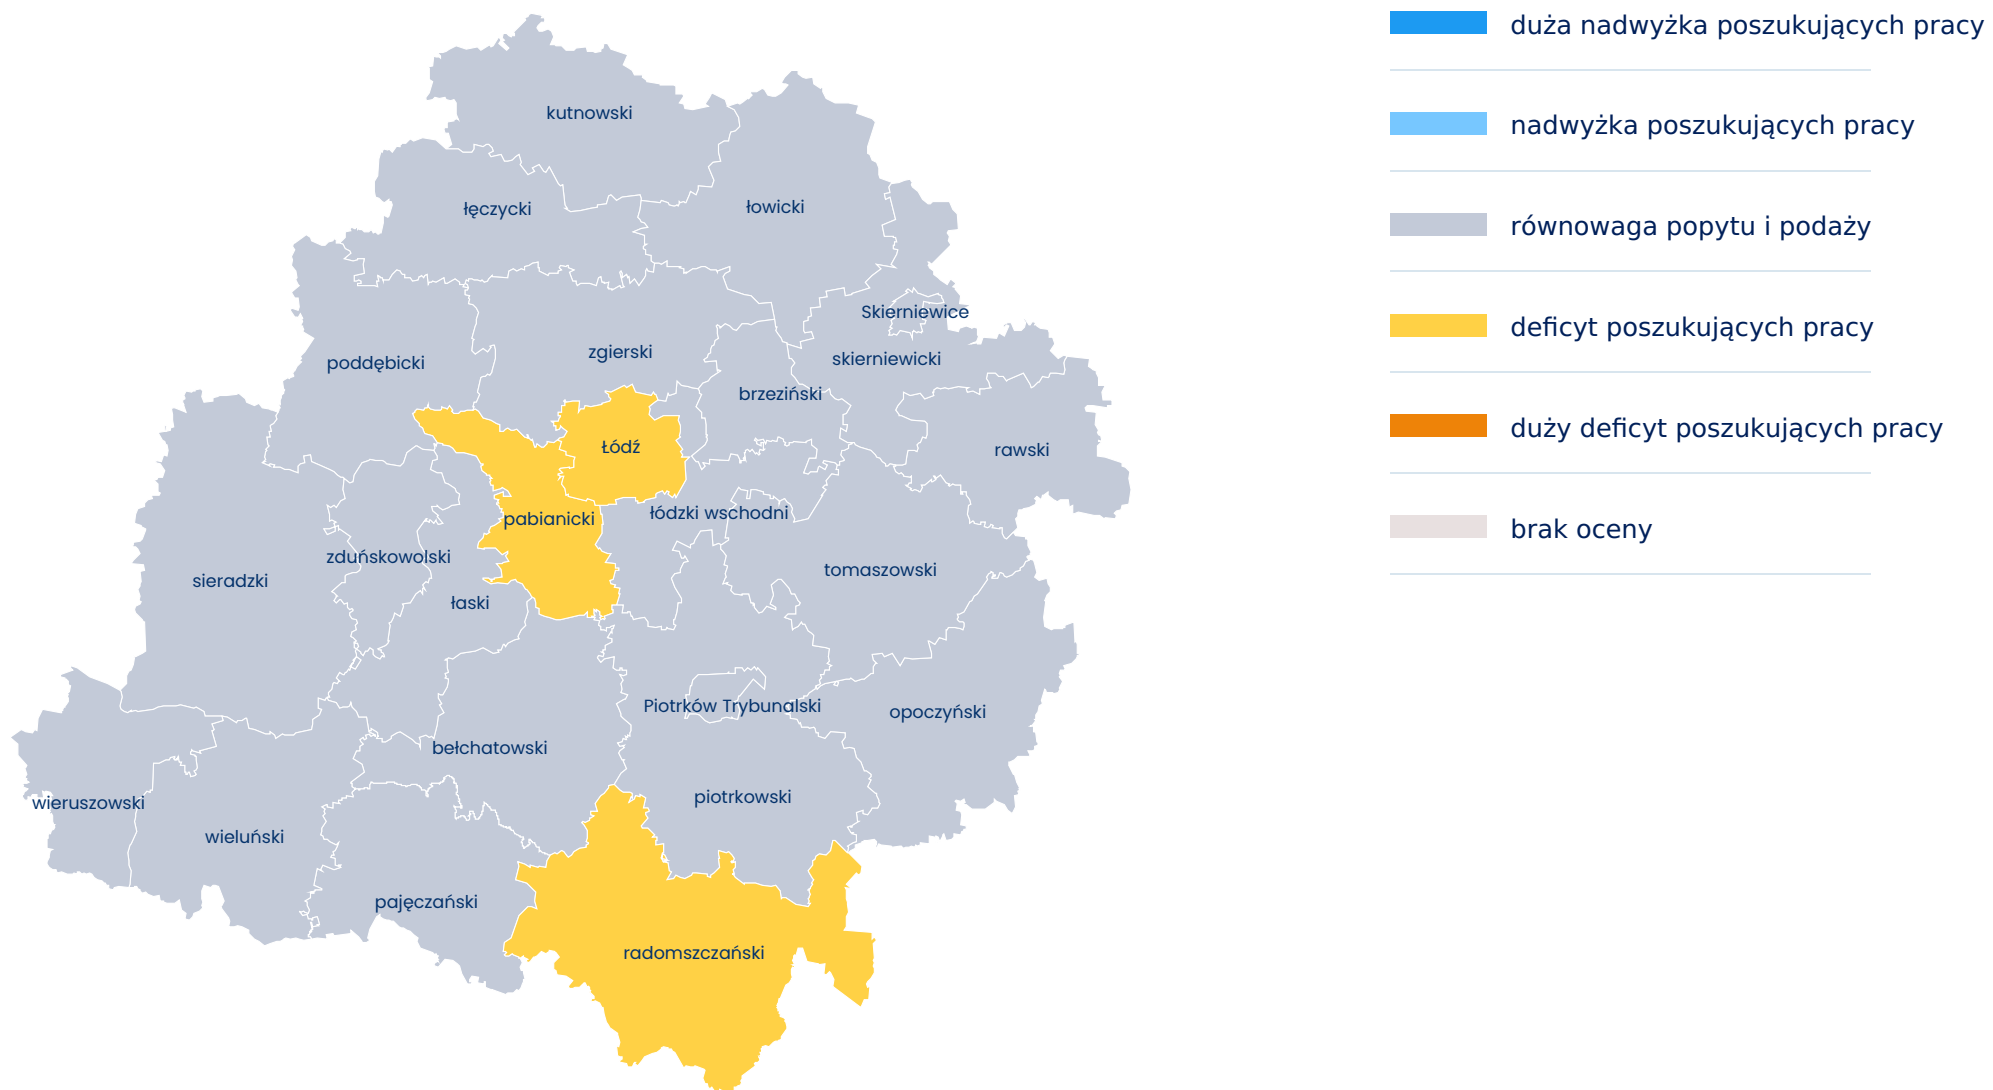 kutnowski
łęczycki
łowicki
Skierniewice
zgierski
skierniewicki
poddębicki
brzeziński
Łódź
rawski
pabianicki
łódzki wschodni
zduńskowolski
tomaszowski
sieradzki
łaski
Piotrków Trybunalski
opoczyński
bełchatowski
piotrkowski
wieruszowski
wieluński
pajęczański
radomszczański
duża nadwyżka poszukujących pracy
nadwyżka poszukujących pracy
równowaga popytu i podaży
deficyt poszukujących pracy
duży deficyt poszukujących pracy
brak oceny